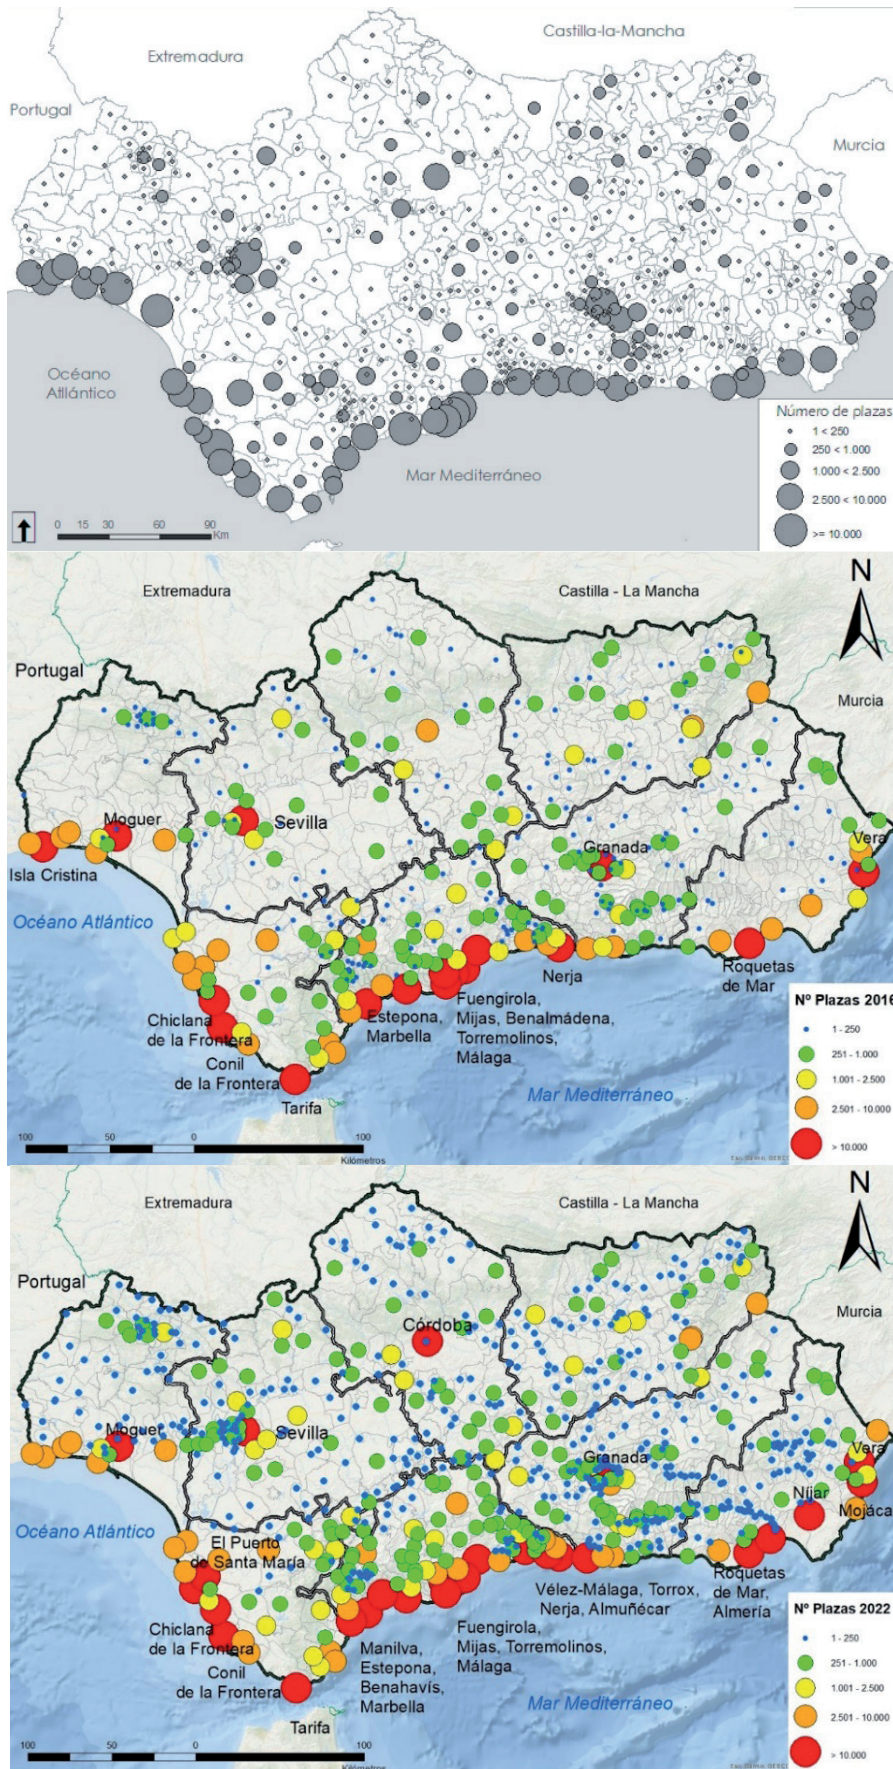 Castilla-la-Mancha
Extremadura
Portugal
Murcia
Océano
Atllántico
Mar Mediterráneo
Número de plazas
1 < 250
250 < 1.000
1.000 < 2.500
2.500 < 10.000
>= 10.000
0 15 30 60 90
Km
Extremadura
Castilla - La Mancha
N
Portugal
Murcia
Moguer
Sevilla
Vera
Granada
Isla Cristina
Océano Atlántico
Nerja
Roquetas
de Mar
Chiclana
de la Frontera
Estepona,
Marbella
Fuengirola,
Mijas, Benalmádena,
Torremolinos,
Málaga
Conil
de la Frontera
Tarifa
Mar Mediterráneo
Nº Plazas 2016
1 - 250
251 - 1.000
1.001 - 2.500
2.501 - 10.000
> 10.000
100 50 0 100
Kilómetros
Extremadura
Castilla - La Mancha
N
Portugal
Murcia
Córdoba
Moguer
Sevilla
Vera
Granada
Níjar
Mojácar
Océano Atlántico
El Puerto
de Santa María
Vélez-Málaga, Torrox,
Nerja, Almuñécar
Roquetas
de Mar,
Almería
Chiclana
de la Frontera
Manilva,
Estepona,
Benahavís,
Marbella
Fuengirola,
Mijas, Torremolinos,
Málaga
Conil
de la Frontera
Tarifa
Mar Mediterráneo
Nº Plazas 2022
1 - 250
251 - 1.000
1.001 - 2.500
2.501 - 10.000
> 10.000
100 50 0 100
Kilómetros